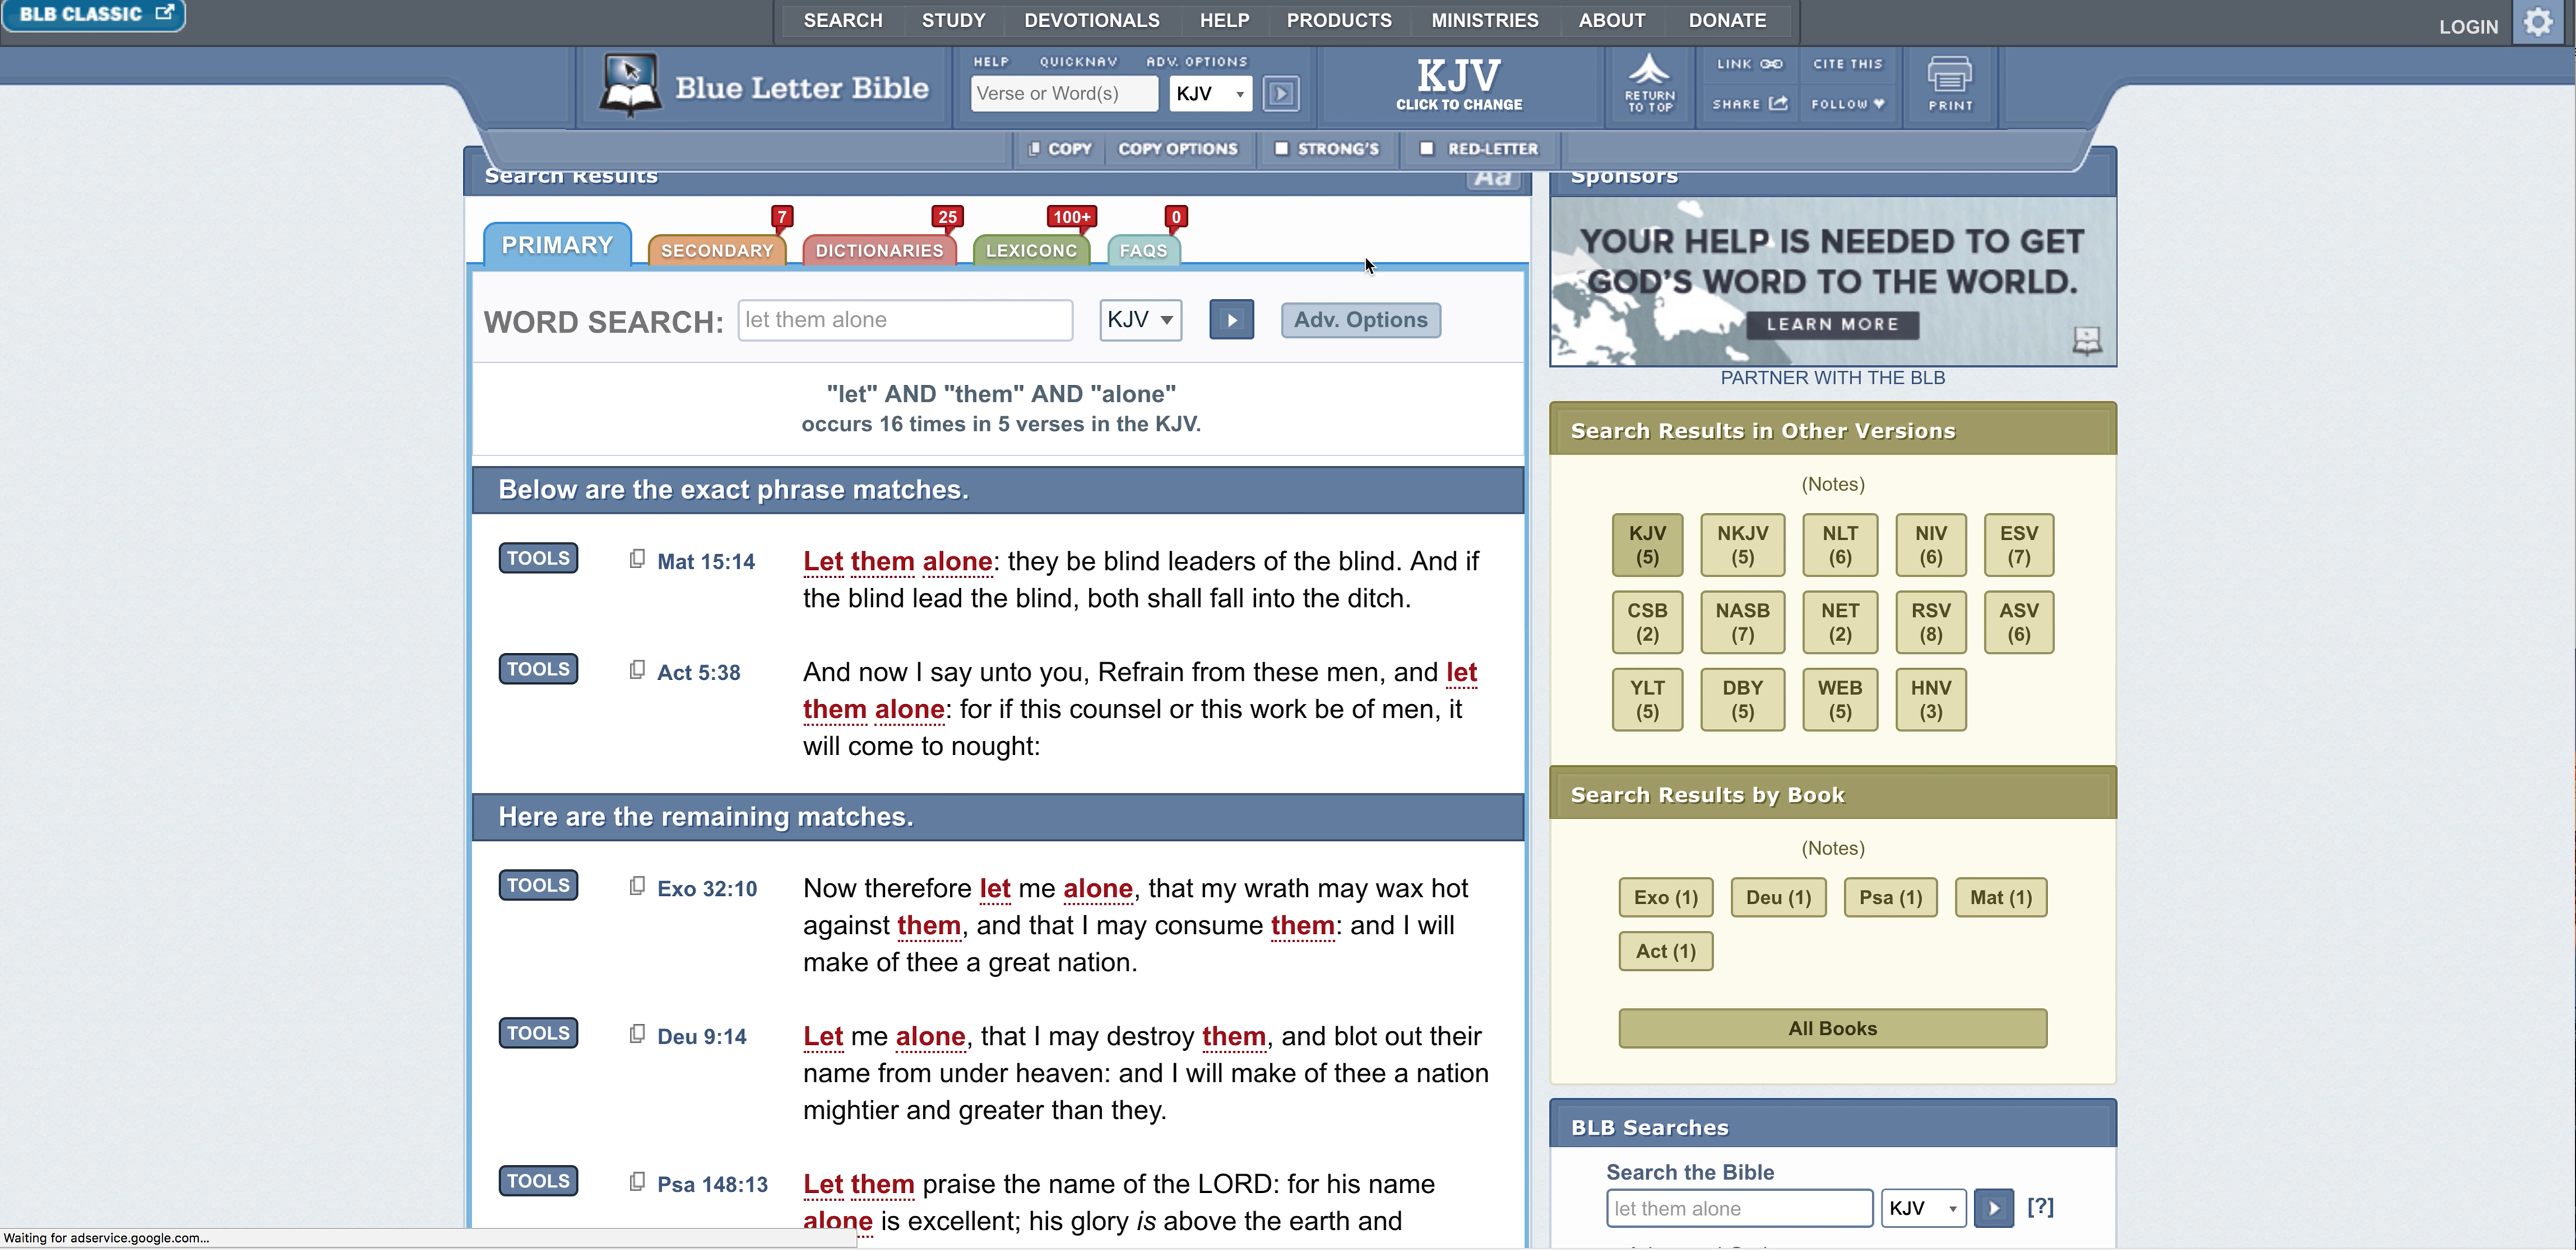 BLB CLASSIC
SEARCH STUDY DEVOTIONALS HELP PRODUCTS MINISTRIES ABOUT DONATE
LOGIN
Blue Letter Bible
HELP QUICKNAV ADV. OPTIONS
Verse or Word(s) KJV
KJV
CLICK TO CHANGE
RETURN
TO TOP
LINK CITE THIS
SHARE FOLLOW
PRINT
COPY COPY OPTIONS STRONG'S RED-LETTER
Search Results Aa
7 25 100+ 0
PRIMARY SECONDARY DICTIONARIES LEXICONC FAQS
WORD SEARCH: let them alone KJV Adv. Options
"let" AND "them" AND "alone"
occurs 16 times in 5 verses in the KJV.
Below are the exact phrase matches.
TOOLS Mat 15:14 Let them alone: they be blind leaders of the blind. And if
the blind lead the blind, both shall fall into the ditch.
TOOLS Act 5:38 And now I say unto you, Refrain from these men, and let
them alone: for if this counsel or this work be of men, it
will come to nought:
Here are the remaining matches.
TOOLS Exo 32:10 Now therefore let me alone, that my wrath may wax hot
against them, and that I may consume them: and I will
make of thee a great nation.
TOOLS Deu 9:14 Let me alone, that I may destroy them, and blot out their
name from under heaven: and I will make of thee a nation
mightier and greater than they.
TOOLS Psa 148:13 Let them praise the name of the LORD: for his name
alone is excellent; his glory is above the earth and
Waiting for adservice.google.com...
Sponsors
YOUR HELP IS NEEDED TO GET
GOD'S WORD TO THE WORLD.
LEARN MORE
PARTNER WITH THE BLB
Search Results in Other Versions
(Notes)
KJV NKJV NLT NIV ESV
(5) (5) (6) (6) (7)
CSB NASB NET RSV ASV
(2) (7) (2) (8) (6)
YLT DBY WEB HNV
(5) (5) (5) (3)
Search Results by Book
(Notes)
Exo (1) Deu (1) Psa (1) Mat (1)
Act (1)
All Books
BLB Searches
Search the Bible
let them alone KJV [?]